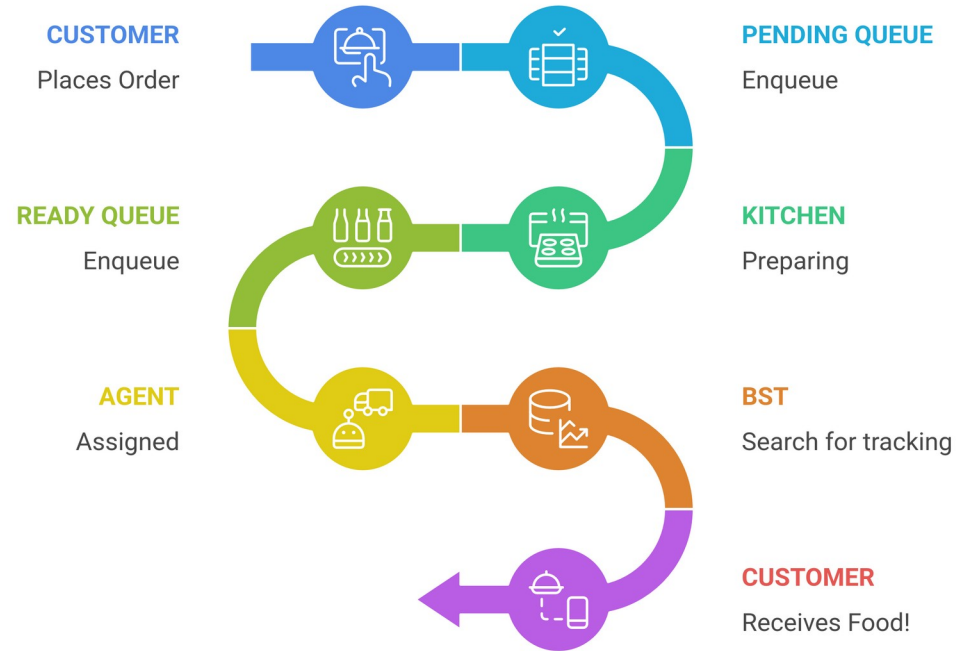 CUSTOMER
Places Order
PENDING QUEUE
Enqueue
READY QUEUE
Enqueue
KITCHEN
Preparing
AGENT
Assigned
BST
Search for tracking
CUSTOMER
Receives Food!